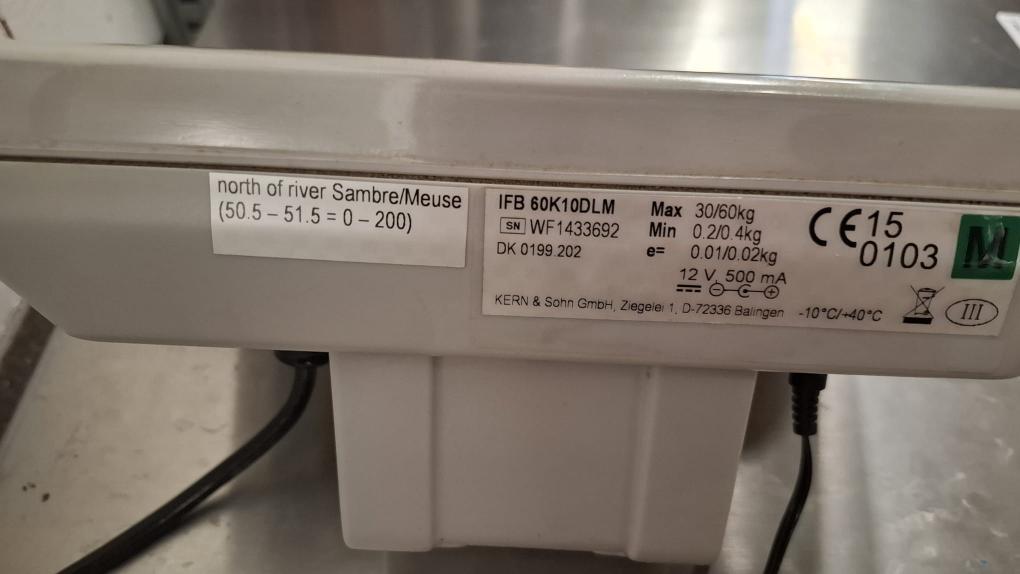 north of river Sambre/Meuse
(50.5 – 51.5 = 0 – 200)
IFB 60K10DLM
SN WF1433692
DK 0199.202
Max 30/60kg
Min 0.2/0.4kg
e= 0.01/0.02kg
12 V, 500 mA
KERN & Sohn GmbH, Ziegelei 1, D-72336 Balingen
-10°C/+40°C
CE 15
0103
M
III